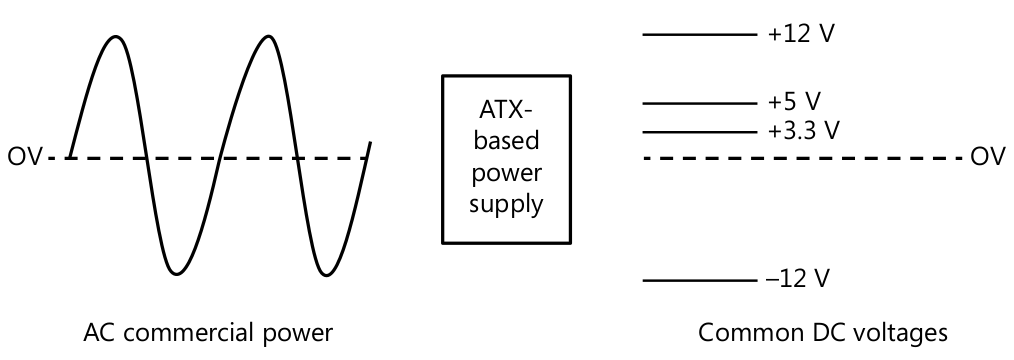 OV
ATX-
based
power
supply
+12 V
+5 V
+3.3 V
OV
–12 V
AC commercial power
Common DC voltages